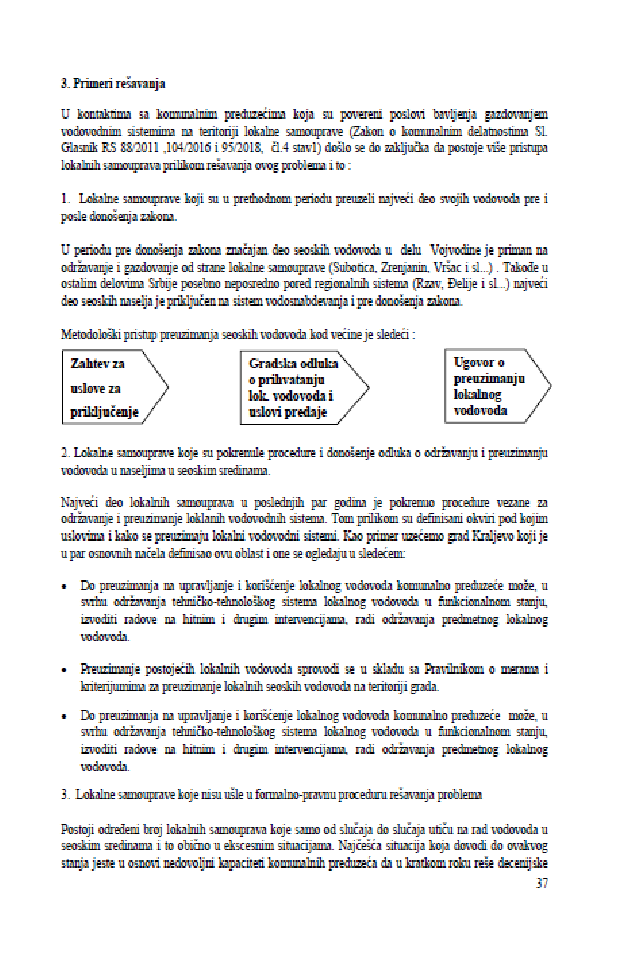 3. Primeri rešavanja
U kontaktima sa komunalnim preduzećima koja su povereni poslovi bavljenja gazdovanjem
vodovodnim sistemima na teritoriji lokalne samouprave (Zakon o komunalnim delatnostima Sl.
Glasnik RS 88/2011 ,104/2016 i 95/2018, čl.4 stav1) došlo se do zaključka da postoje više pristupa
lokalnih samouprava prilikom rešavanja ovog problema i to :
1. Lokalne samouprave koji su u prethodnom periodu preuzeli najveći deo svojih vodovoda pre i
posle donošenja zakona.
U periodu pre donošenja zakona značajan deo seoskih vodovoda u delu Vojvodine je priman na
održavanje i gazdovanje od strane lokalne samouprave (Subotica, Zrenjanin, Vršac i sl...) . Takođe u
ostalim delovima Srbije posebno neposredno pored regionalnih sistema (Rzav, Đelije i sl...) najveći
deo seoskih naselja je priključen na sistem vodosnabdevanja i pre donošenja zakona.
Metodološki pristup preuzimanja seoskih vodovoda kod većine je sledeći :
Zahtev za
uslove za
priključenje
Gradska odluka
o prihvatanju
lok. vodovoda i
uslovi predaje
Ugovor o
preuzimanju
lokalnog
vodovoda
2. Lokalne samouprave koje su pokrenule procedure i donošenje odluka o održavanju i preuzimanju
vodovoda u naseljima u seoskim sredinama.
Najveći deo lokalnih samouprava u poslednjih par godina je pokrenuo procedure vezane za
održavanje i preuzimanje loklanih vodovodnih sistema. Tom prilikom su definisani okviri pod kojim
uslovima i kako se preuzimaju lokalni vodovodni sistemi. Kao primer uzećemo grad Kraljevo koji je
u par osnovnih načela definisao ovu oblast i one se ogledaju u sledećem:
• Do preuzimanja na upravljanje i korišćenje lokalnog vodovoda komunalno preduzeće može, u
svrhu održavanja tehničko-tehnološkog sistema lokalnog vodovoda u funkcionalnom stanju,
izvoditi radove na hitnim i drugim intervencijama, radi održavanja predmetnog lokalnog
vodovoda.
• Preuzimanje postojećih lokalnih vodovoda sprovodi se u skladu sa Pravilnikom o merama i
kriterijumima za preuzimanje lokalnih seoskih vodovoda na teritoriji grada.
• Do preuzimanja na upravljanje i korišćenje lokalnog vodovoda komunalno preduzeće može, u
svrhu održavanja tehničko-tehnološkog sistema lokalnog vodovoda u funkcionalnom stanju,
izvoditi radove na hitnim i drugim intervencijama, radi održavanja predmetnog lokalnog
vodovoda.
3. Lokalne samouprave koje nisu ušle u formalno-pravnu proceduru rešavanja problema
Postoji određeni broj lokalnih samouprava koje samo od slučaja do slučaja utiču na rad vodovoda u
seoskim sredinama i to obično u ekscesnim situacijama. Najčešća situacija koja dovodi do ovakvog
stanja jeste u osnovi nedovoljni kapaciteti komunalnih preduzeća da u kratkom roku reše decenijske
37